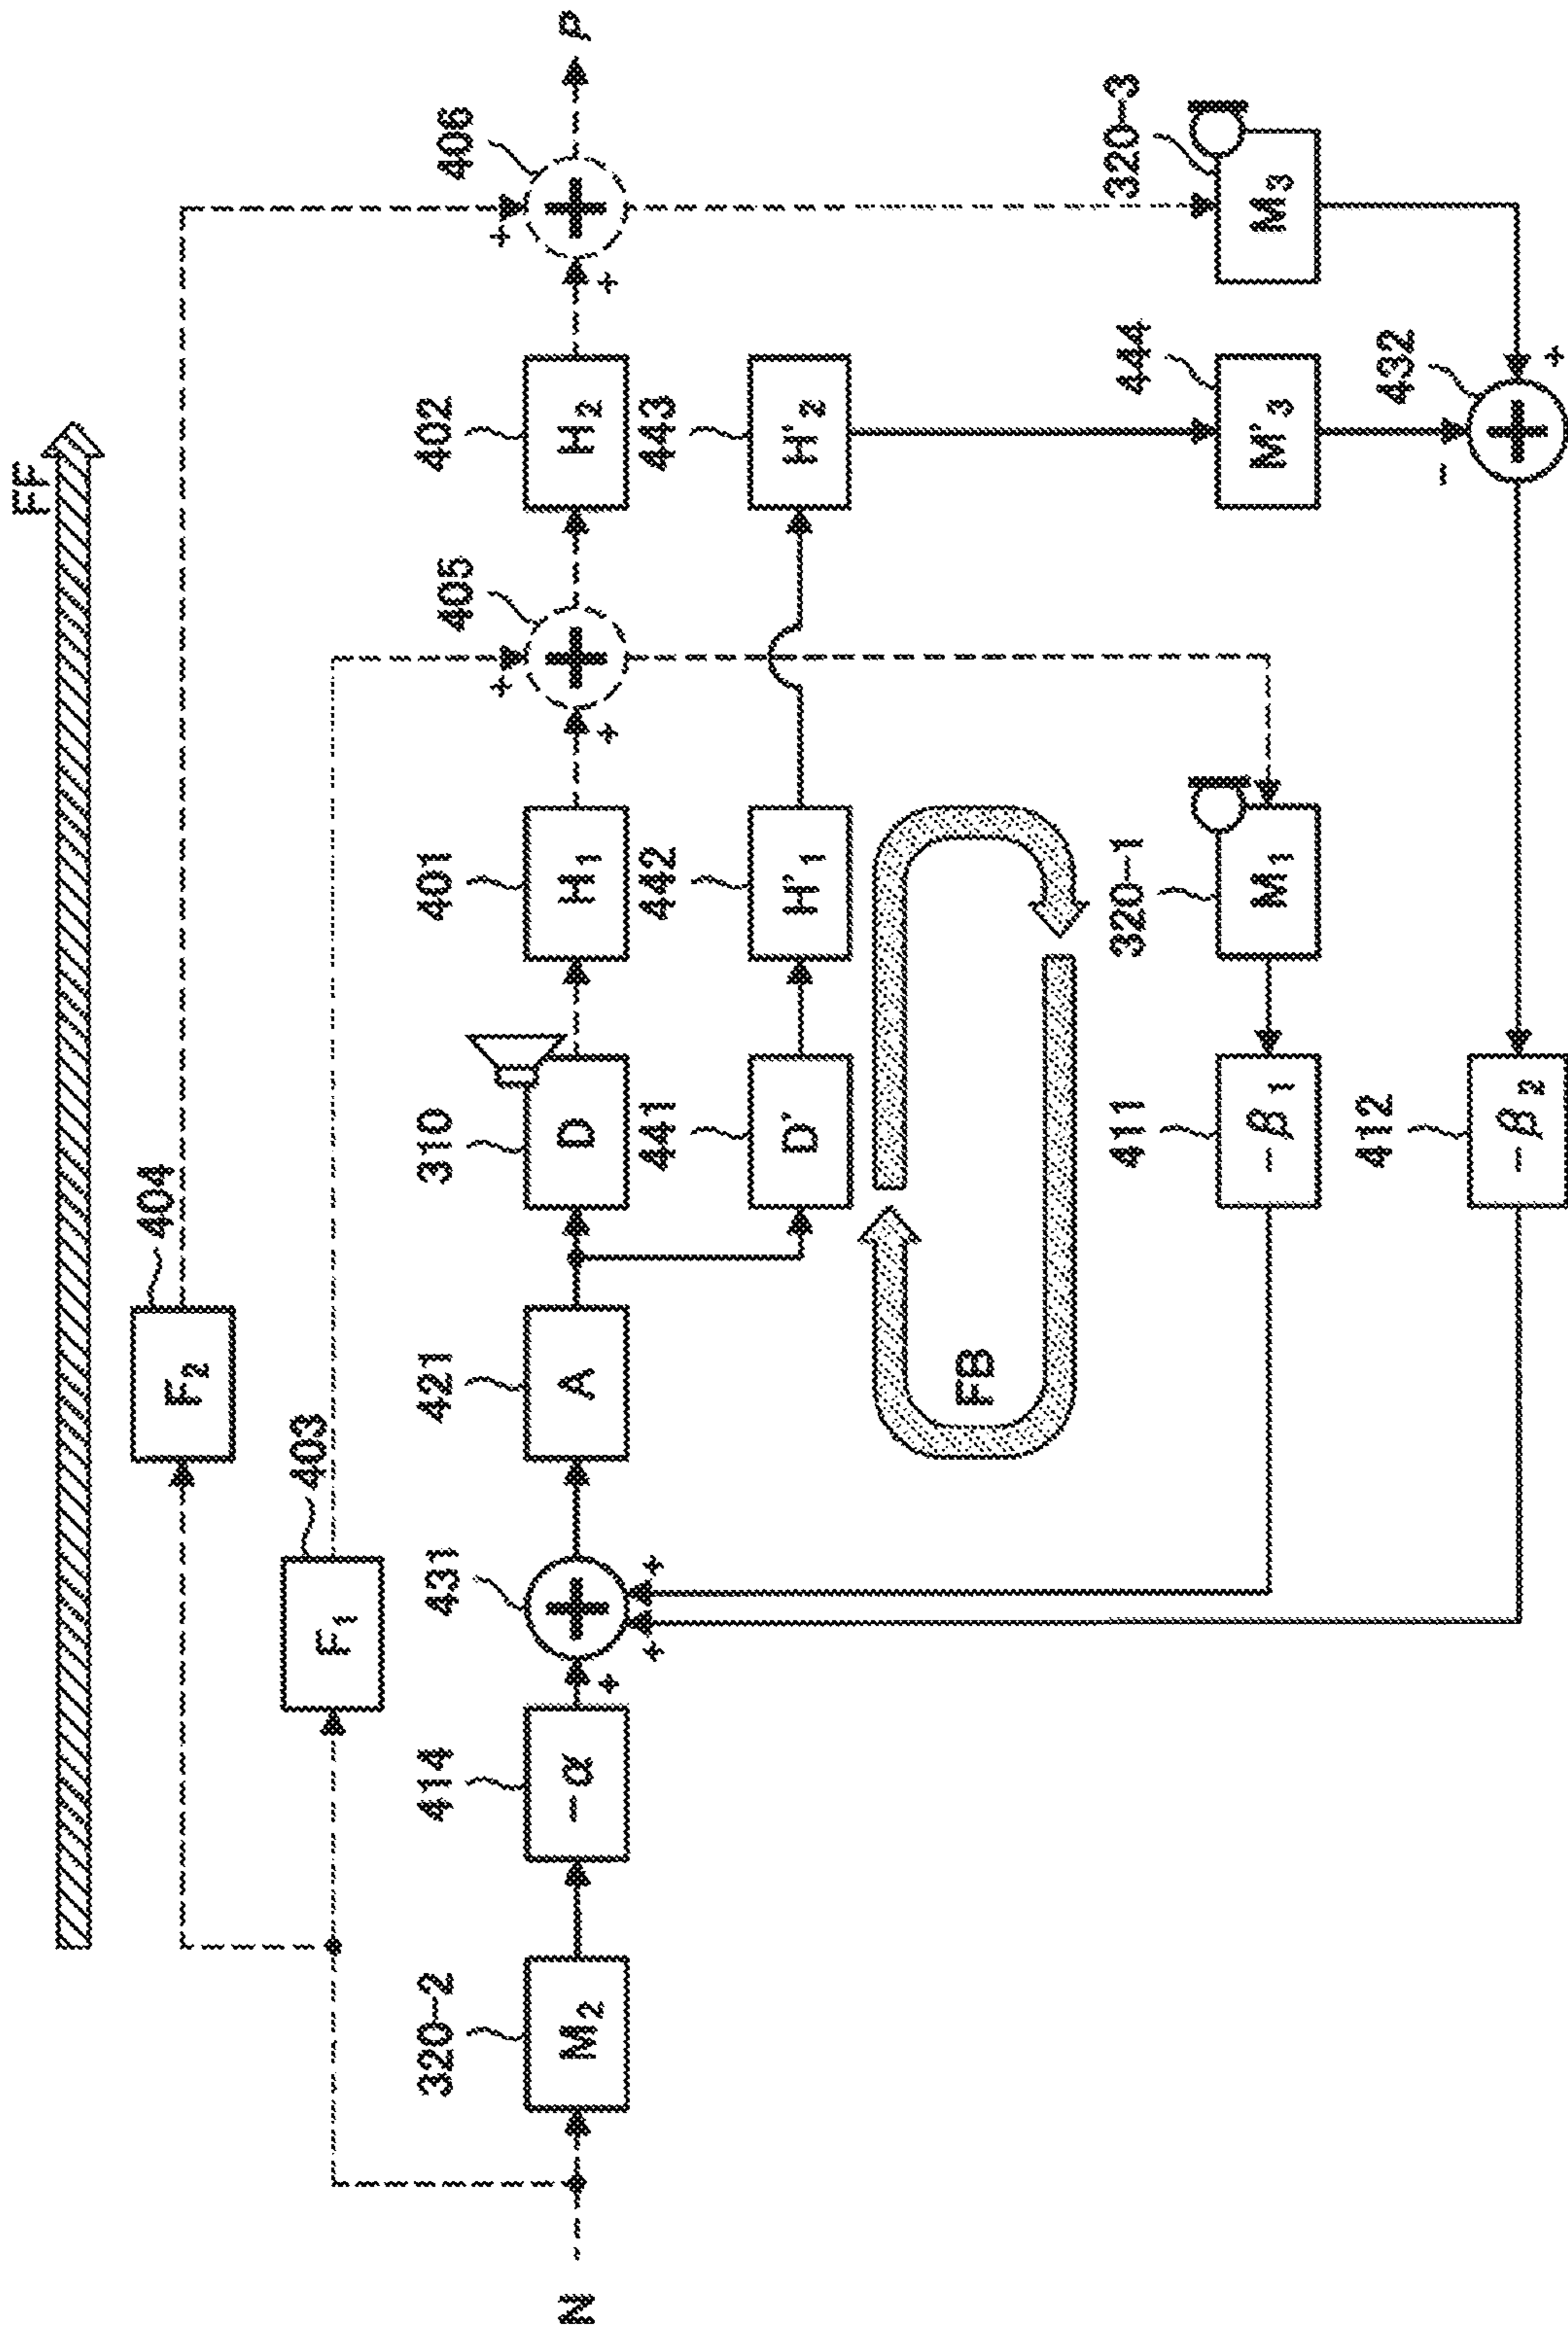 FF
404
F₂
403
F₁
N
320-2
M₂
414
-α
431
+
+
+
421
A
310
D
401
H₁
405
+
+
402
H₂
406
+
+
P
441
D'
442
H'₁
443
H'₂
FB
411
-β₁
320-1
M₁
444
M'₃
320-3
M₃
412
-β₂
432
-
+